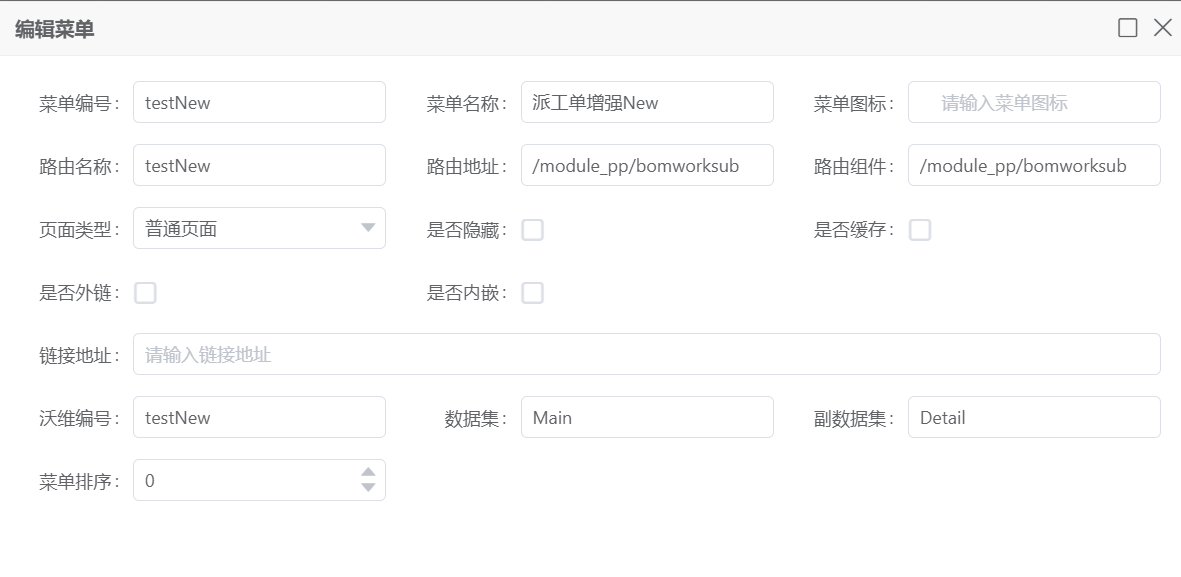 编辑菜单
菜单编号： testNew 菜单名称： 派工单增强New 菜单图标： 请输入菜单图标
路由名称： testNew 路由地址： /module_pp/bomworksub 路由组件： /module_pp/bomworksub
页面类型： 普通页面 是否隐藏： 是否缓存：
是否外链： 是否内嵌：
链接地址： 请输入链接地址
沃维编号： testNew 数据集： Main 副数据集： Detail
菜单排序： 0